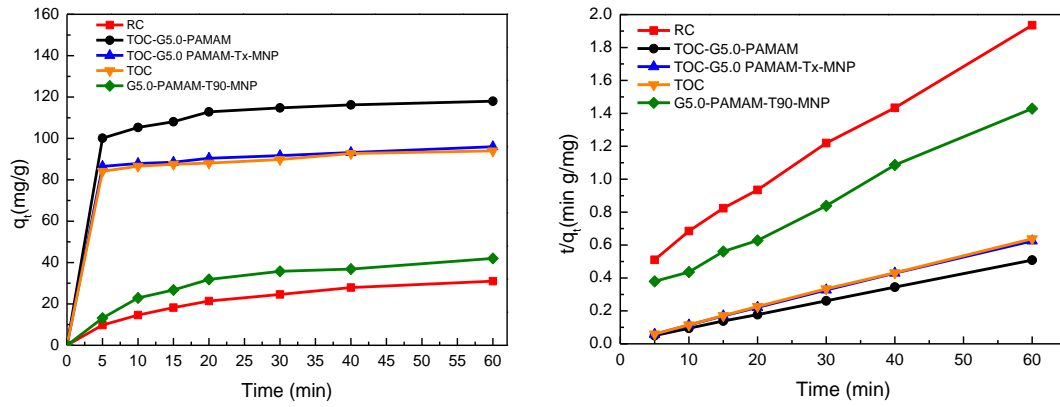 160
140
120
100
80
60
40
20
0
q_t(mg/g)
RC
TOC-G5.0-PAMAM
TOC-G5.0 PAMAM-Tx-MNP
TOC
G5.0-PAMAM-T90-MNP
0 5 10 15 20 25 30 35 40 45 50 55 60
Time (min)
2.0
1.8
1.6
1.4
1.2
1.0
0.8
0.6
0.4
0.2
0.0
t/q_t(min g/mg)
RC
TOC-G5.0-PAMAM
TOC-G5.0 PAMAM-Tx-MNP
TOC
G5.0-PAMAM-T90-MNP
0 10 20 30 40 50 60
Time (min)